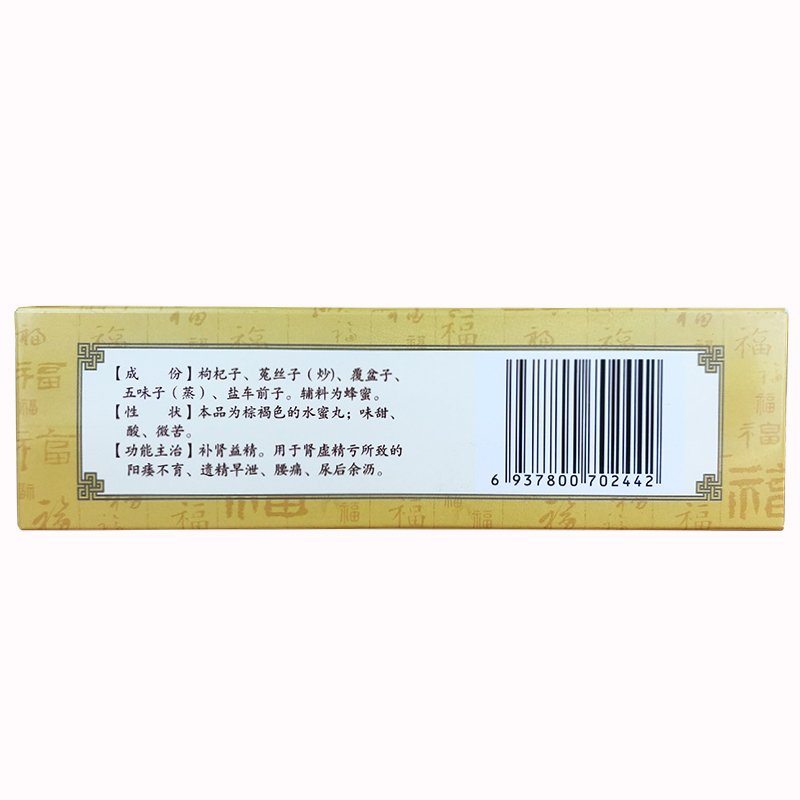 【成　份】枸杞子、菟丝子（炒）、覆盆子、
五味子（蒸）、盐车前子。辅料为蜂蜜。
【性　状】本品为棕褐色的水蜜丸；味甜、
酸、微苦。
【功能主治】补肾益精。用于肾虚精亏所致的
阳痿不育、遗精早泄、腰痛、尿后余沥。
6 937800 702442